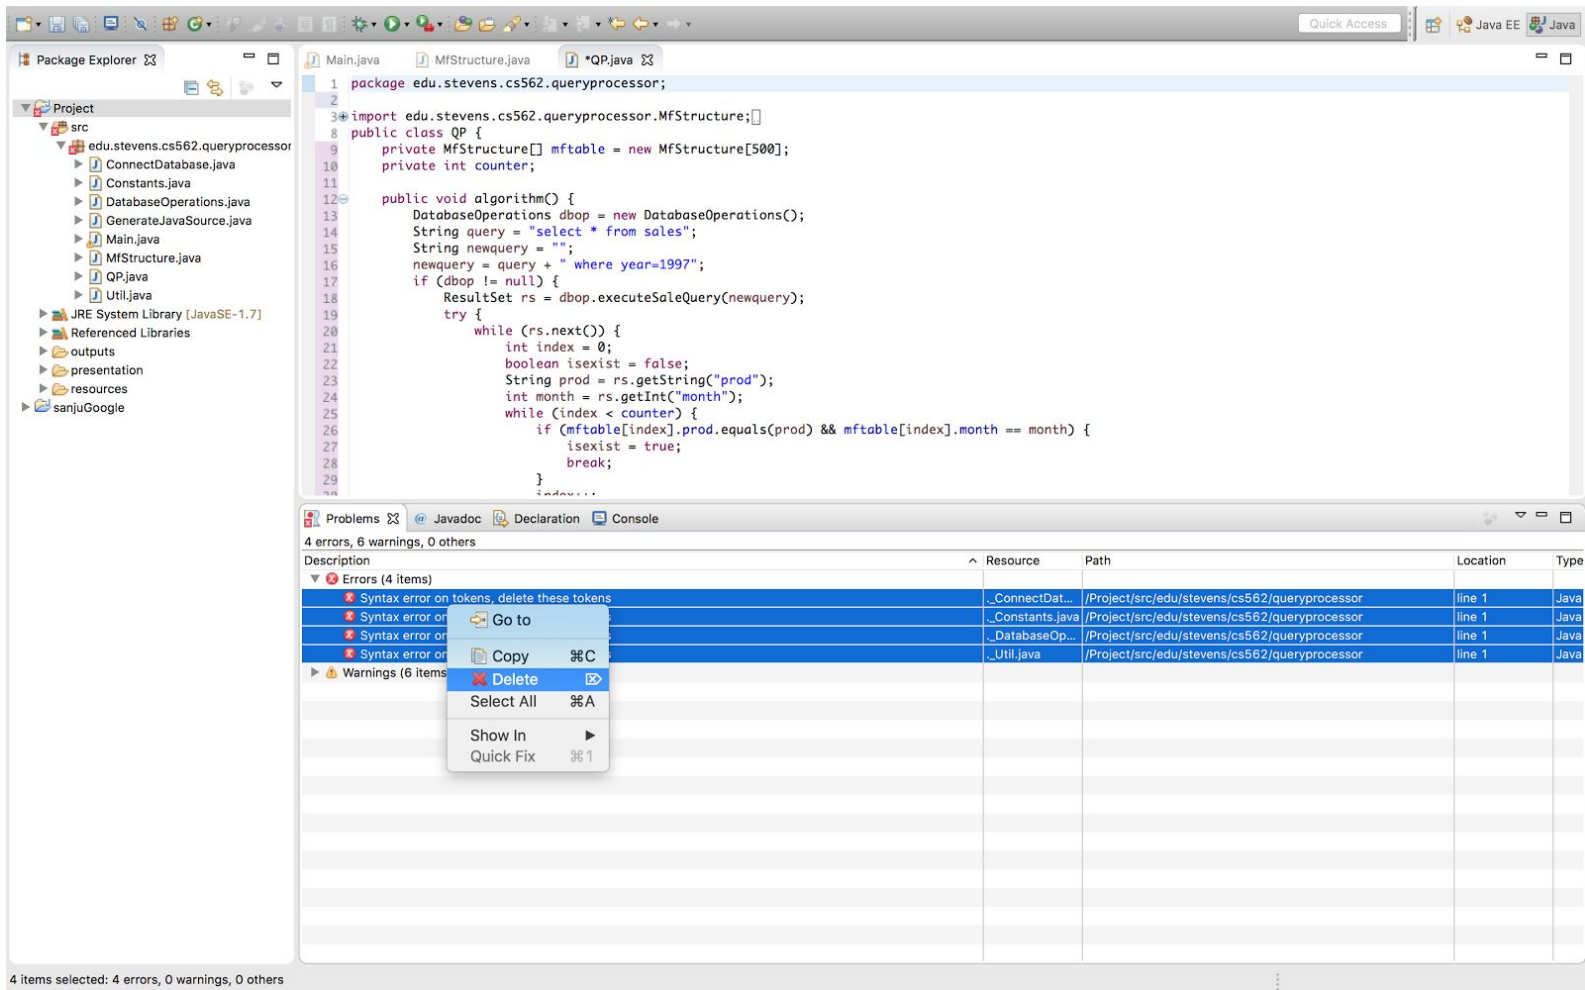 Quick Access
Java EE
Java
Package Explorer
Main.java
MfStructure.java
*QP.java
Project
src
edu.stevens.cs562.queryprocessor
ConnectDatabase.java
Constants.java
DatabaseOperations.java
GenerateJavaSource.java
Main.java
MfStructure.java
QP.java
Util.java
JRE System Library [JavaSE-1.7]
Referenced Libraries
outputs
presentation
resources
sanjuGoogle
1 package edu.stevens.cs562.queryprocessor;
2
3 import edu.stevens.cs562.queryprocessor.MfStructure;
8 public class QP {
9 private MfStructure[] mftable = new MfStructure[500];
10 private int counter;
11
12 public void algorithm() {
13 DatabaseOperations dbop = new DatabaseOperations();
14 String query = "select * from sales";
15 String newquery = "";
16 newquery = query + " where year=1997";
17 if (dbop != null) {
18 ResultSet rs = dbop.executeSaleQuery(newquery);
19 try {
20 while (rs.next()) {
21 int index = 0;
22 boolean isexist = false;
23 String prod = rs.getString("prod");
24 int month = rs.getInt("month");
25 while (index < counter) {
26 if (mftable[index].prod.equals(prod) && mftable[index].month == month) {
27 isexist = true;
28 break;
29 }
Problems
Javadoc
Declaration
Console
4 errors, 6 warnings, 0 others
Description Resource Path Location Type
Errors (4 items)
Syntax error on tokens, delete these tokens ._ConnectDat... /Project/src/edu/stevens/cs562/queryprocessor line 1 Java
Syntax error on ._Constants.java /Project/src/edu/stevens/cs562/queryprocessor line 1 Java
Syntax error on ._DatabaseOp... /Project/src/edu/stevens/cs562/queryprocessor line 1 Java
Syntax error on ._Util.java /Project/src/edu/stevens/cs562/queryprocessor line 1 Java
Warnings (6 items
Go to
Copy ⌘C
Delete ⌦
Select All ⌘A
Show In ▶
Quick Fix ⌘1
4 items selected: 4 errors, 0 warnings, 0 others